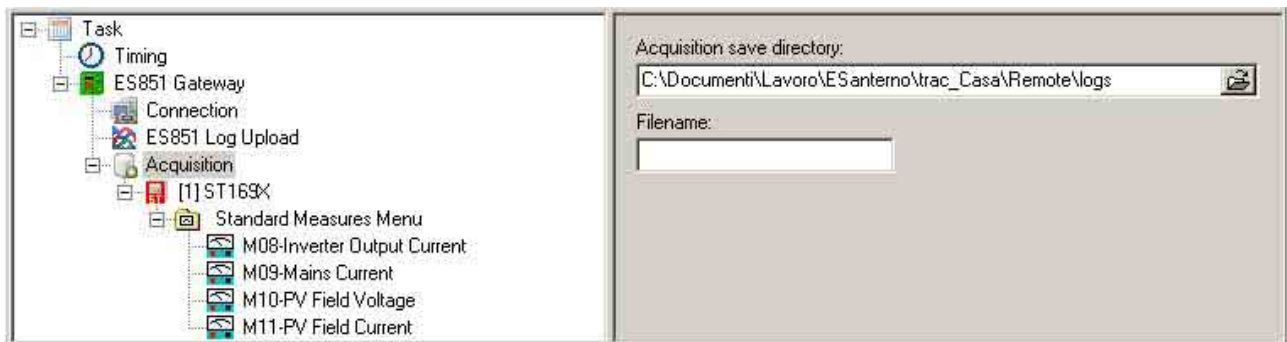 Task
Timing
ES851 Gateway
Connection
ES851 Log Upload
Acquisition
[1] ST169X
Standard Measures Menu
M08-Inverter Output Current
M09-Mains Current
M10-PV Field Voltage
M11-PV Field Current
Acquisition save directory:
C:\Documenti\Lavoro\ESanterno\trac_Casa\Remote\logs
Filename: